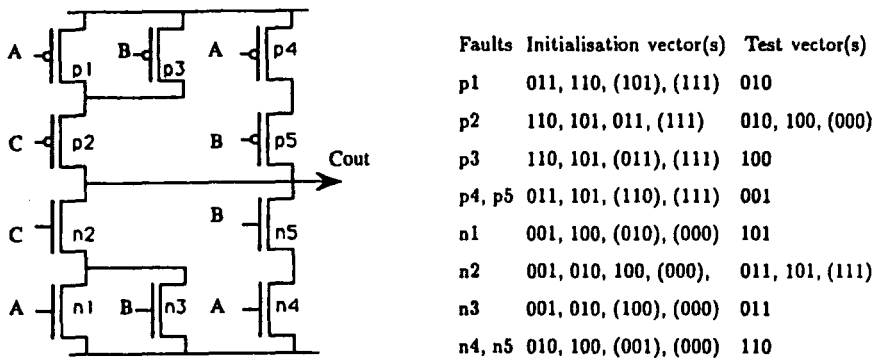 A p1 B p3 A p4
C p2 B p5
Cout
C n2 B n5
A n1 B n3 A n4
Faults Initialisation vector(s) Test vector(s)
p1 011, 110, (101), (111) 010
p2 110, 101, 011, (111) 010, 100, (000)
p3 110, 101, (011), (111) 100
p4, p5 011, 101, (110), (111) 001
n1 001, 100, (010), (000) 101
n2 001, 010, 100, (000), 011, 101, (111)
n3 001, 010, (100), (000) 011
n4, n5 010, 100, (001), (000) 110